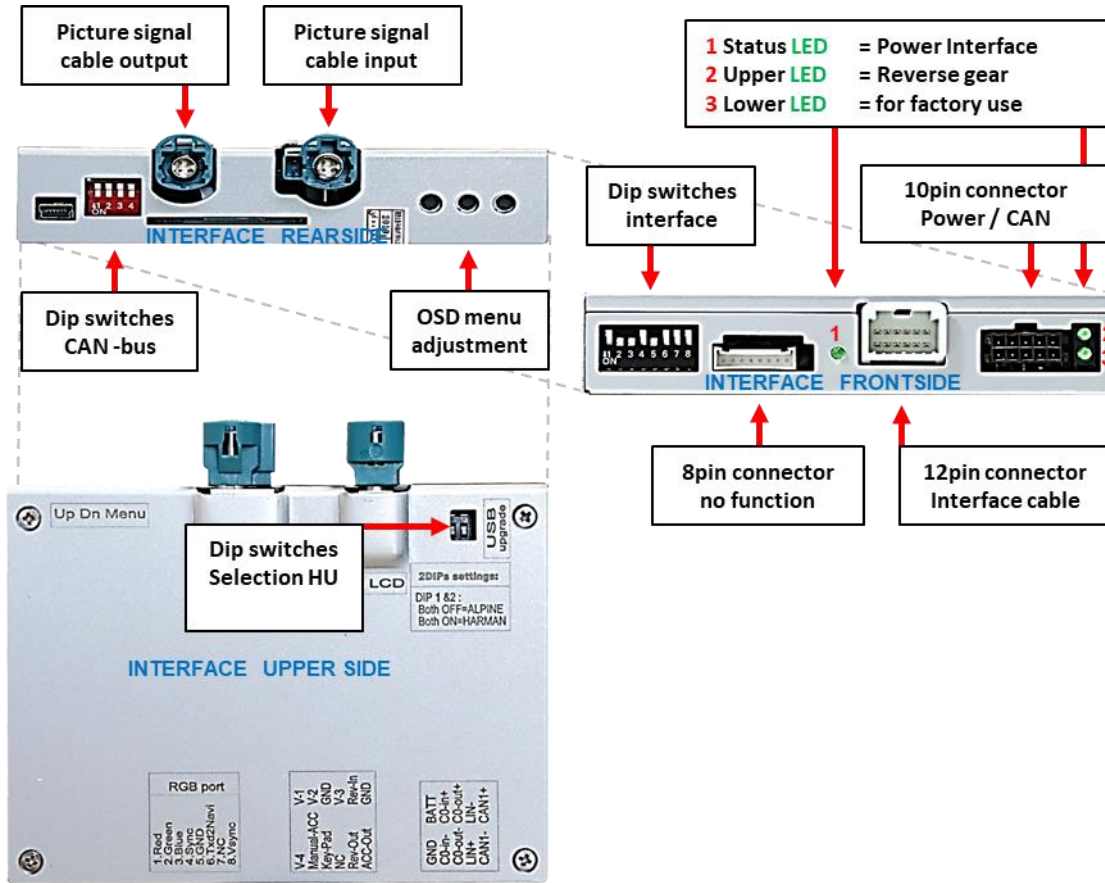 Picture signal
cable output
Picture signal
cable input
1 Status LED = Power Interface
2 Upper LED = Reverse gear
3 Lower LED = for factory use
Dip switches
interface
10pin connector
Power / CAN
1 2 3 4
ON
INTERFACE REARSIDE
Dip switches
CAN -bus
OSD menu
adjustment
1
2
3
1 2 3 4 5 6 7 8
ON
INTERFACE FRONTSIDE
8pin connector
no function
12pin connector
Interface cable
Up Dn Menu
USB
upgrade
Dip switches
Selection HU
LCD
2DIPs settings:
DIP 1 &2 :
Both OFF=ALPINE
Both ON=HARMAN
INTERFACE UPPER SIDE
RGB port
1.Red
2.Green
3.Blue
4.Sync
5.GND
6.Txd2Navi
7.NC
8.Vsync
V-4 V-1
Manual-ACC V-2
Key-Pad GND
NC V-3
Rev-Out Rev-In
ACC-Out GND
GND BATT
C0-in- C0-in+
C0-out- C0-out+
LIN+ LIN-
CAN1- CAN1+